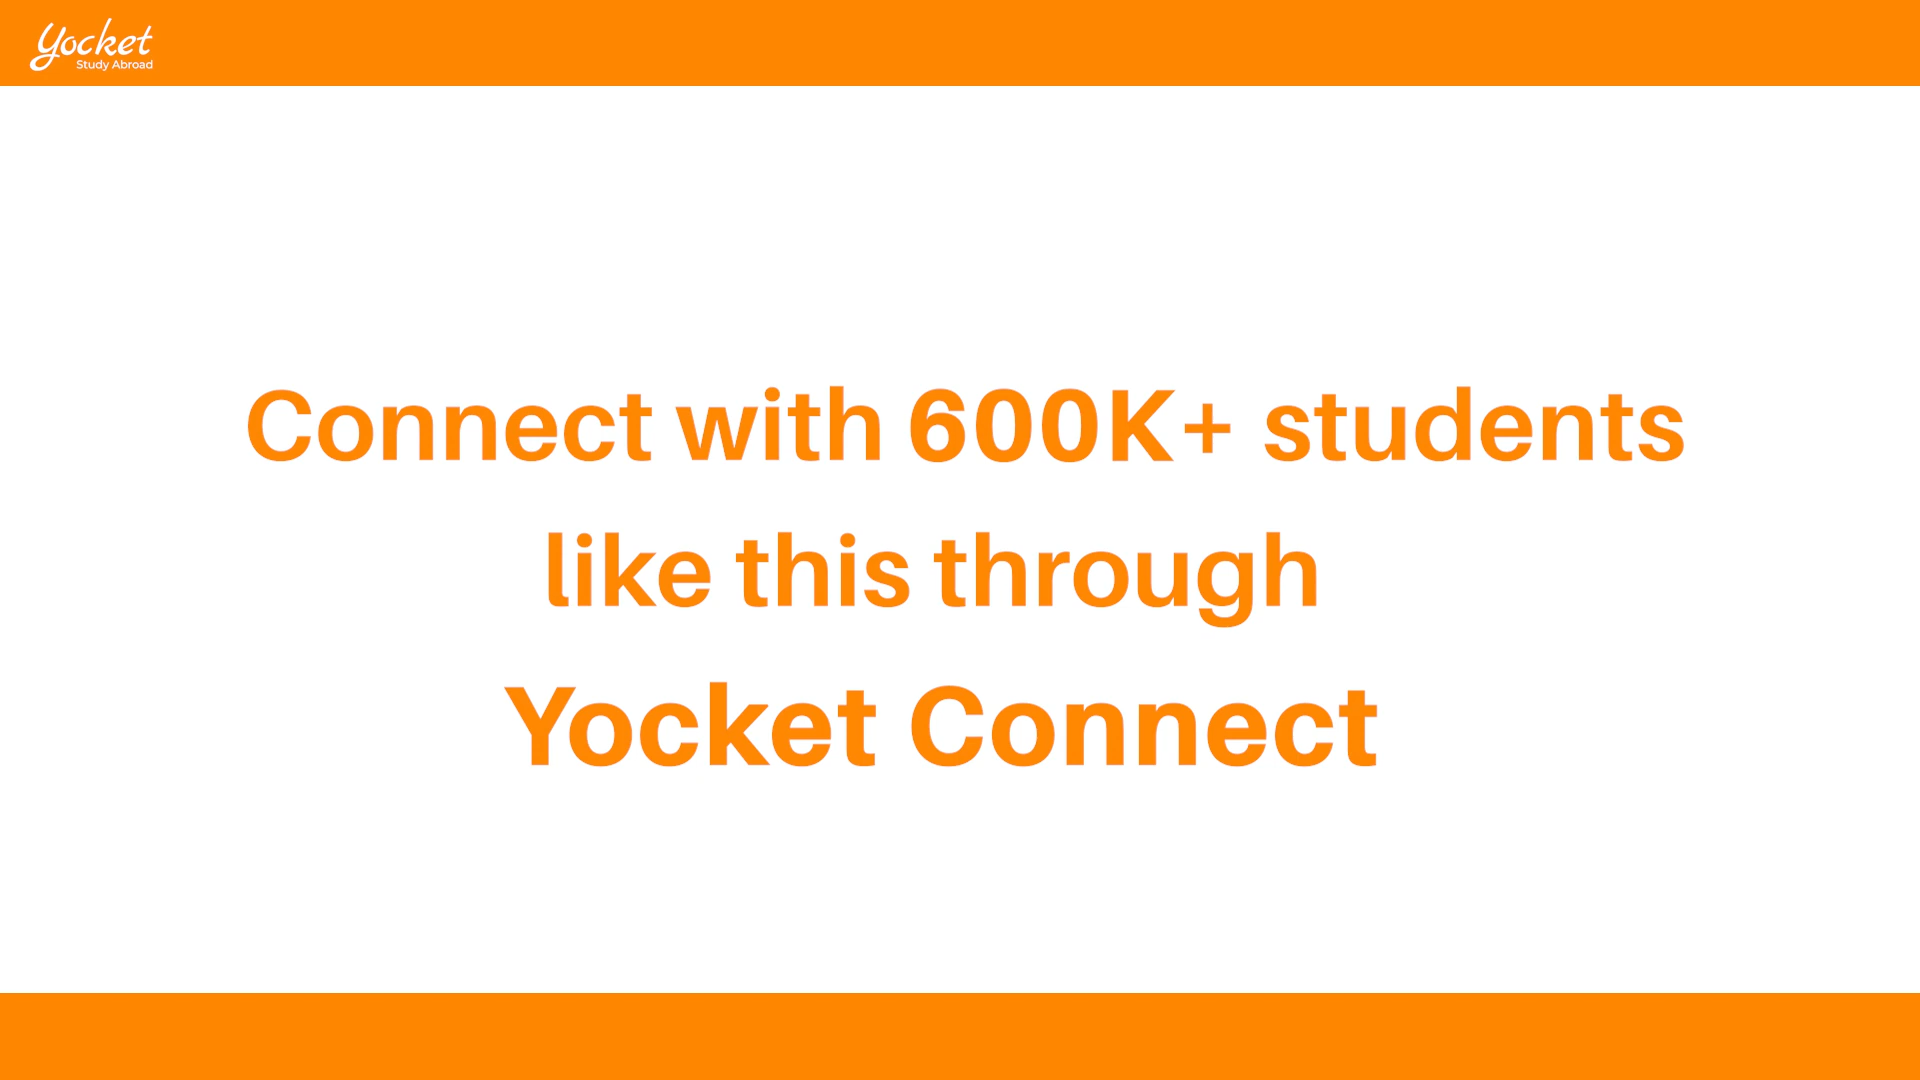 Yocket
Study Abroad
Connect with 600K+ students
like this through
Yocket Connect